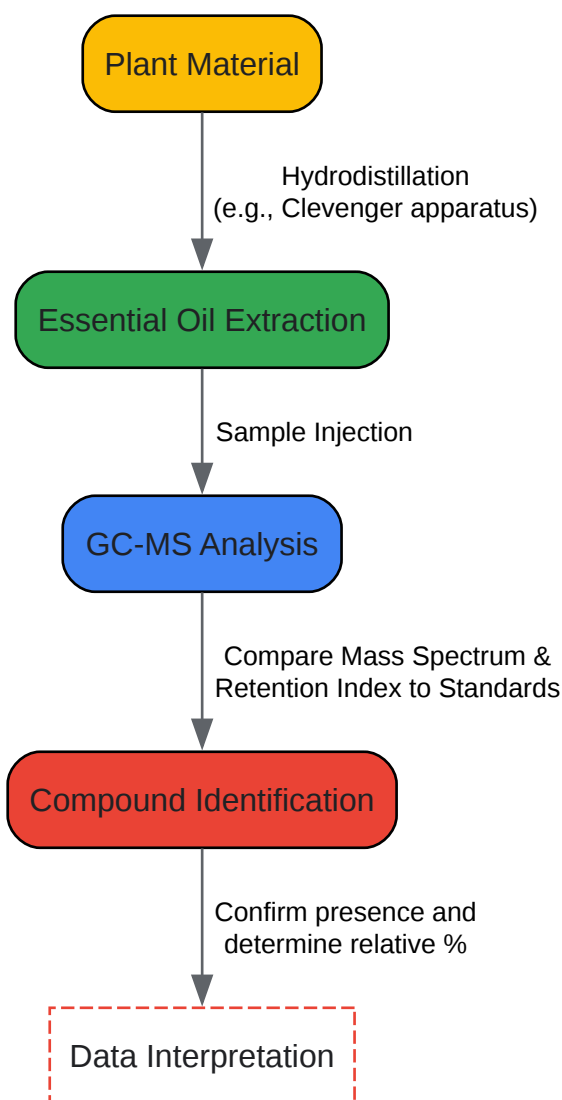 Plant Material
Hydrodistillation
(e.g., Clevenger apparatus)
Essential Oil Extraction
Sample Injection
GC-MS Analysis
Compare Mass Spectrum &
Retention Index to Standards
Compound Identification
Confirm presence and
determine relative %
Data Interpretation